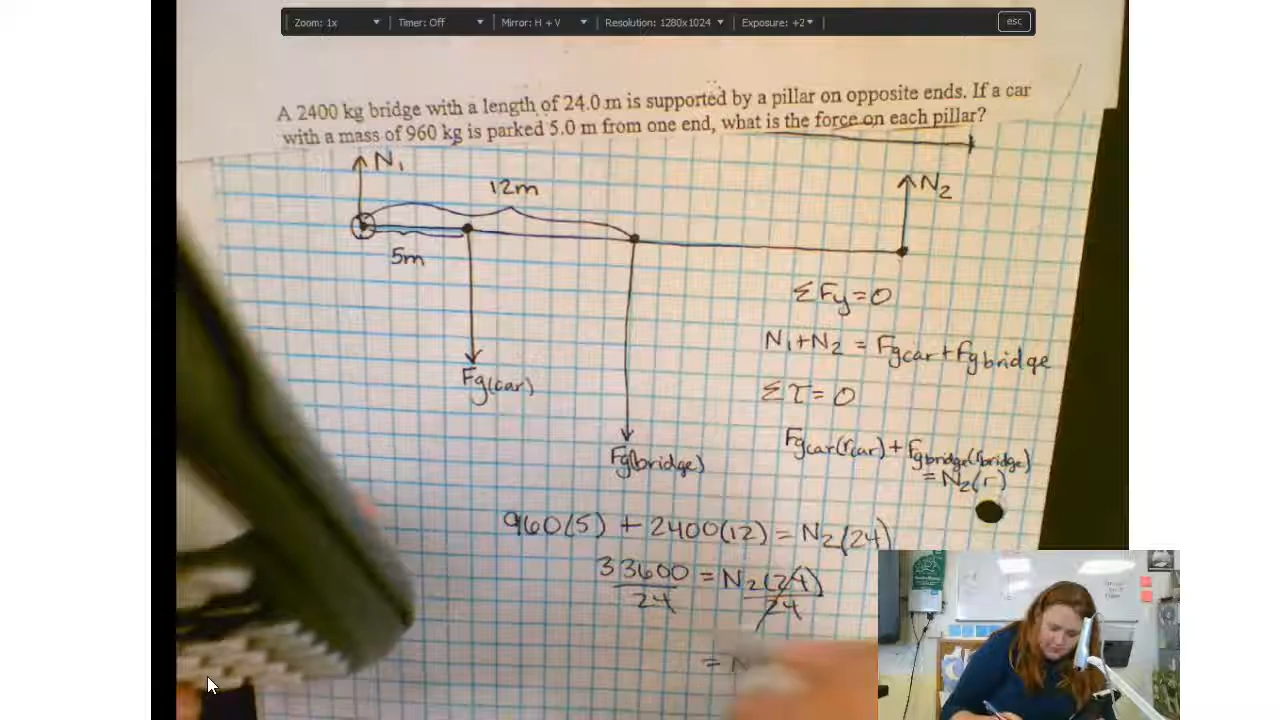 Zoom: 1x Timer: Off Mirror: H + V Resolution: 1280x1024 Exposure: +2 esc
A 2400 kg bridge with a length of 24.0 m is supported by a pillar on opposite ends. If a car
with a mass of 960 kg is parked 5.0 m from one end, what is the force on each pillar?
N₁
12m
N₂
5m
ΣFy = 0
N₁+N₂ = Fgcar + Fgbridge
Fg(car)
Στ = 0
Fgcar(rcar) + Fgbridge(rbridge)
= N₂(r)
Fg(bridge)
960(5) + 2400(12) = N₂(24)
33600 = N₂(24)
24 24
= N